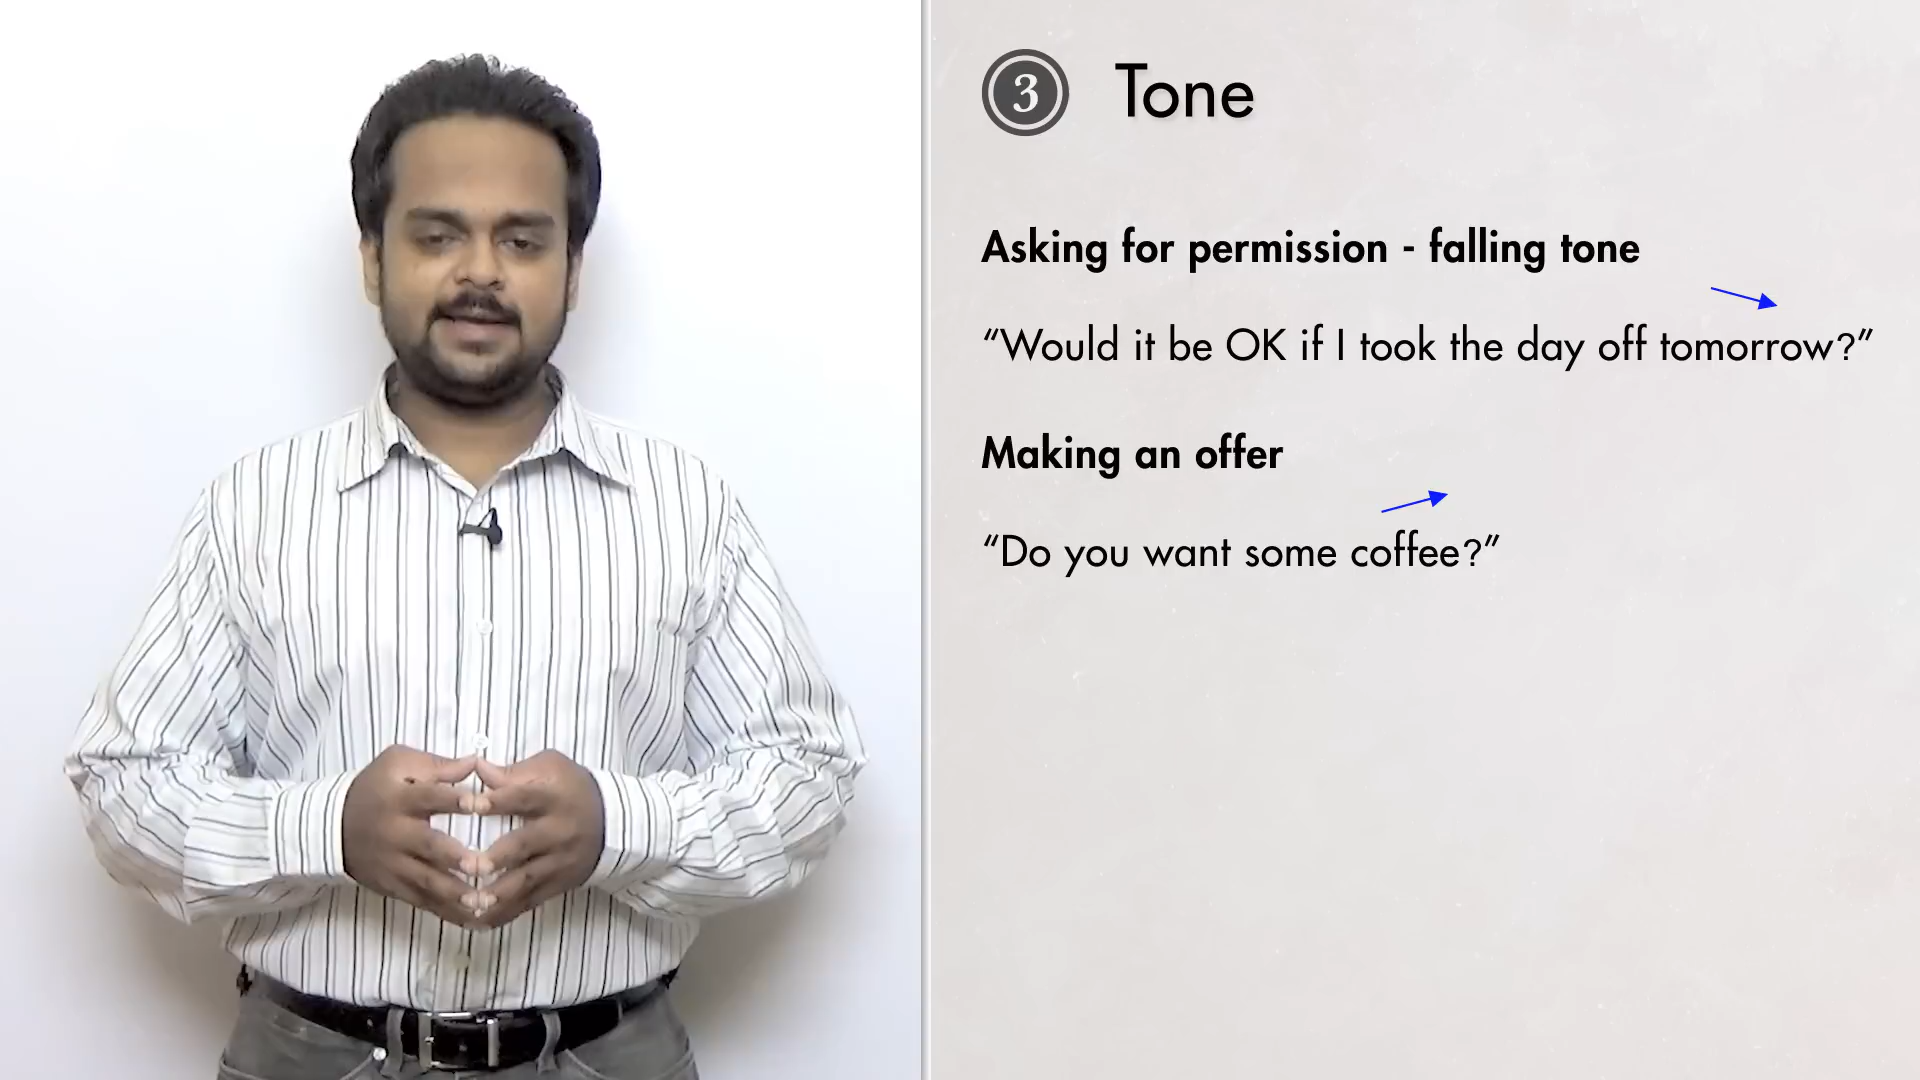 3 Tone
Asking for permission - falling tone
“Would it be OK if I took the day off tomorrow?”
Making an offer
“Do you want some coffee?”